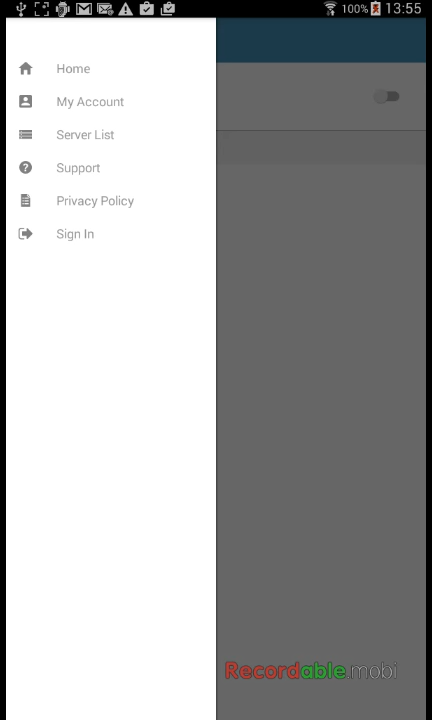 100% 13:55
Home
My Account
Server List
Support
Privacy Policy
Sign In
Recordable.mobi